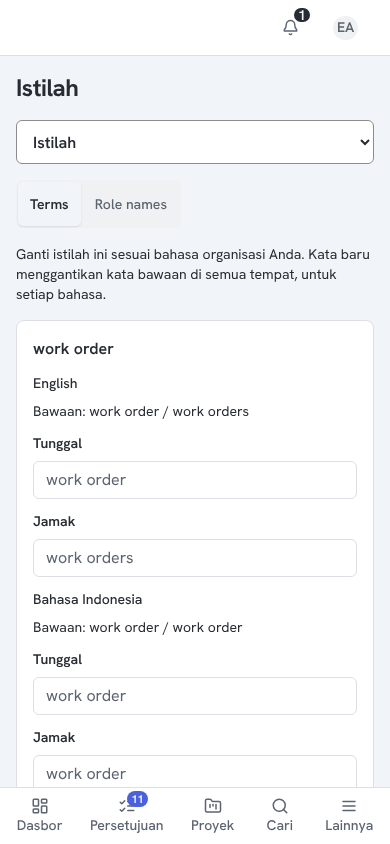 1
EA
Istilah
Istilah
Terms Role names
Ganti istilah ini sesuai bahasa organisasi Anda. Kata baru
menggantikan kata bawaan di semua tempat, untuk
setiap bahasa.
work order
English
Bawaan: work order / work orders
Tunggal
work order
Jamak
work orders
Bahasa Indonesia
Bawaan: work order / work order
Tunggal
work order
Jamak
work order
11
Dasbor Persetujuan Proyek Cari Lainnya